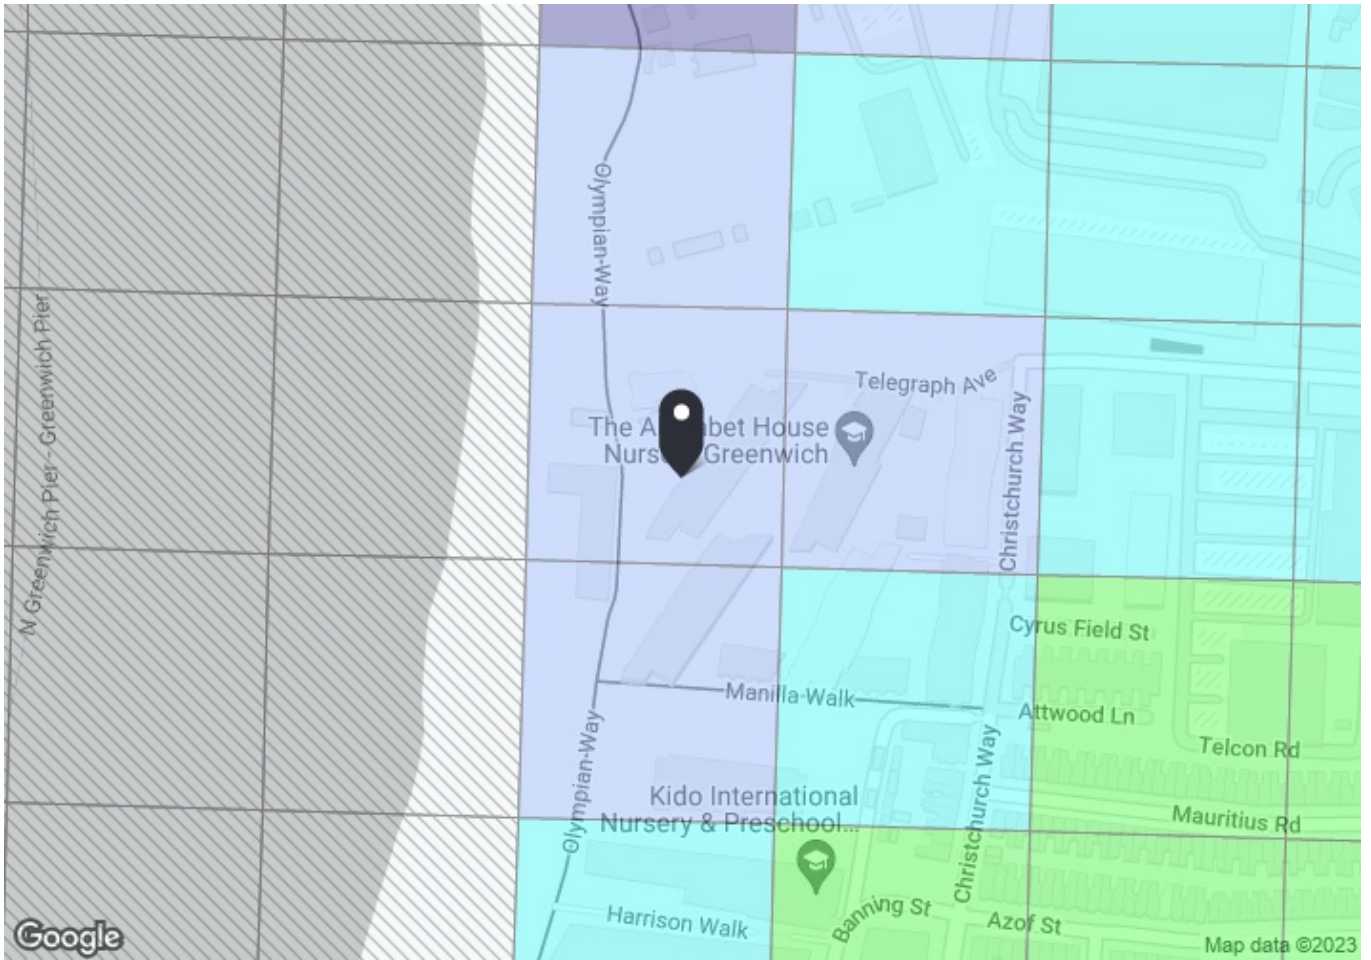 Olympian-Way
N Greenwich Pier - Greenwich Pier
Telegraph Ave
The A bet House
Nurs Greenwich
Christchurch Way
Cyrus Field St
Manilla-Walk
Attwood Ln
Telcon Rd
Olympian-Way
Christchurch Way
Kido International
Nursery & Preschool...
Mauritius Rd
Banning St
Harrison Walk
Azof St
Google
Map data ©2023